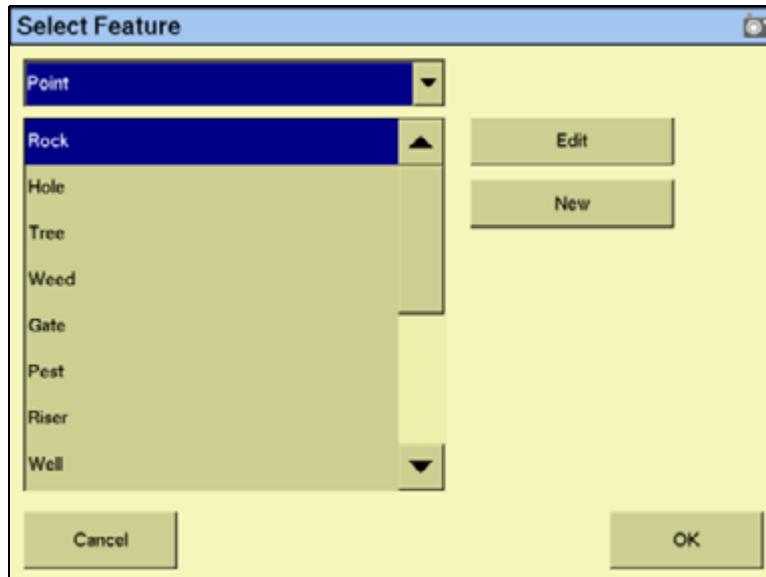 Select Feature
Point
Rock
Edit
Hole
New
Tree
Weed
Gate
Pest
Riser
Well
Cancel
OK